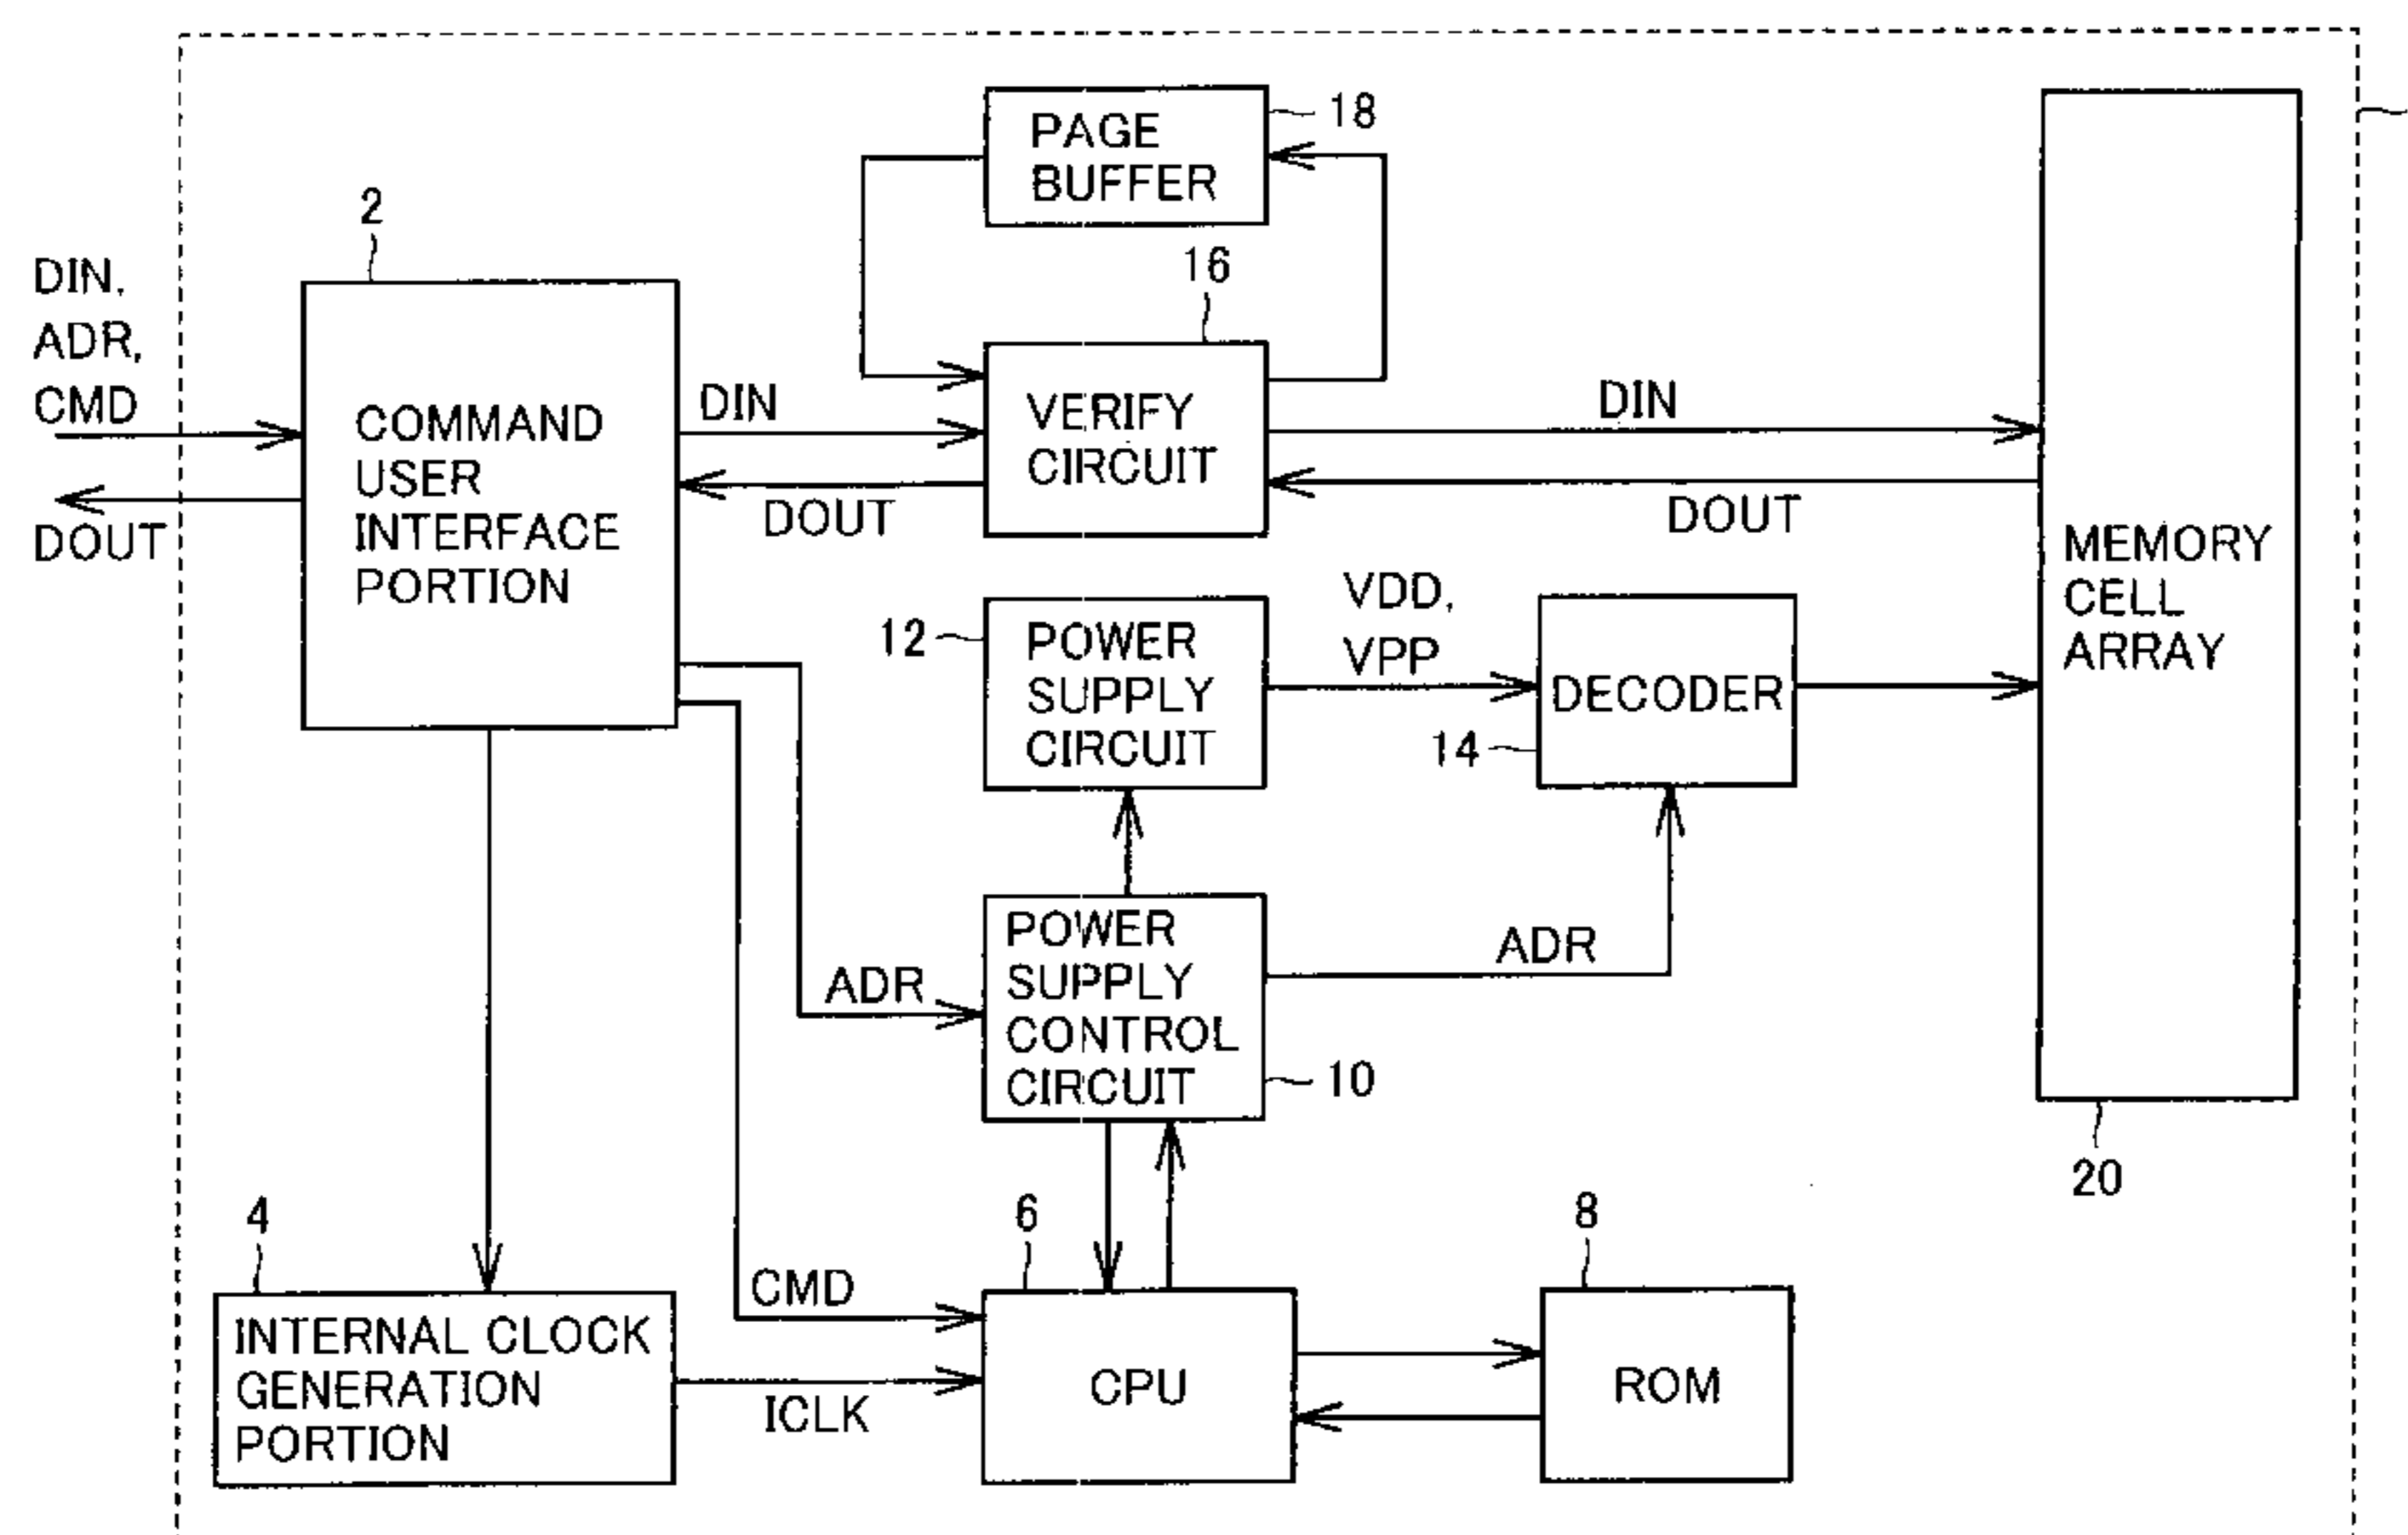 18
PAGE
BUFFER
2
16
DIN,
ADR,
CMD
DOUT
COMMAND
USER
INTERFACE
PORTION
DIN
DOUT
VERIFY
CIRCUIT
DIN
DOUT
MEMORY
CELL
ARRAY
20
12
POWER
SUPPLY
CIRCUIT
VDD,
VPP
DECODER
14
POWER
SUPPLY
CONTROL
CIRCUIT
10
ADR
ADR
4
INTERNAL CLOCK
GENERATION
PORTION
CMD
ICLK
6
CPU
8
ROM